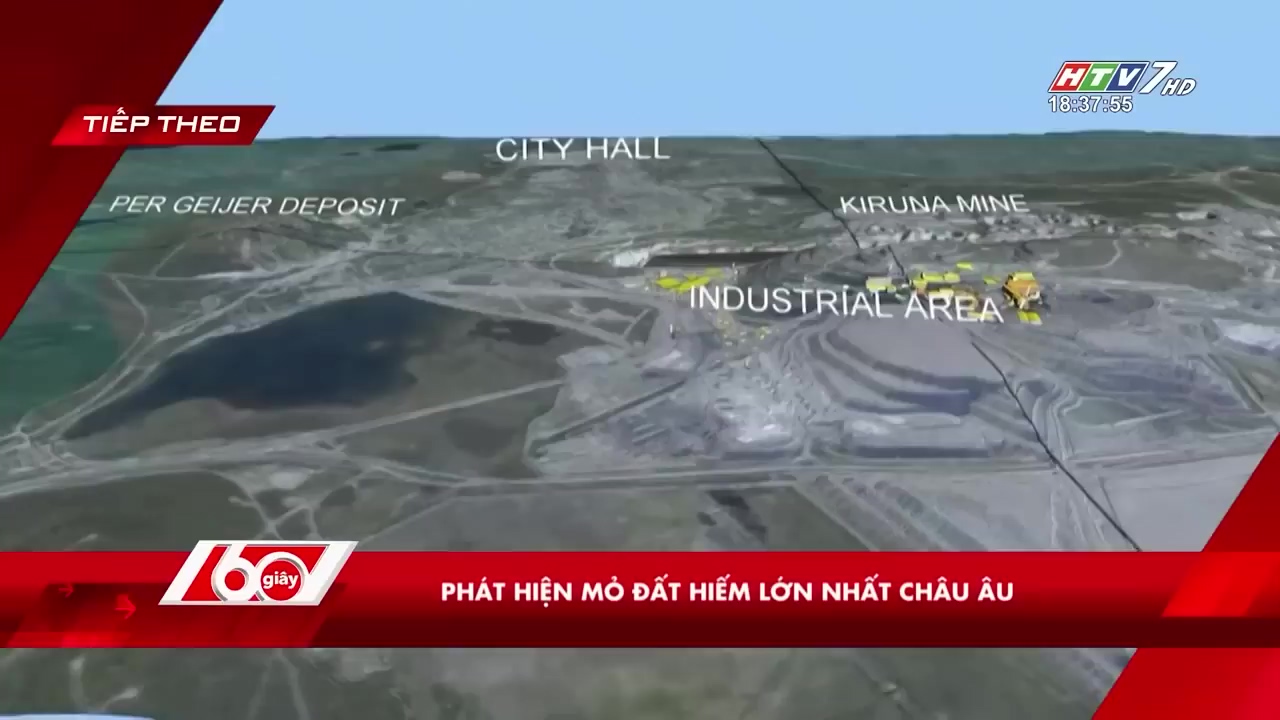 HTV7 HD
18:37:55
TIẾP THEO
CITY HALL
PER GEIJER DEPOSIT
KIRUNA MINE
INDUSTRIAL AREA
60 giây
PHÁT HIỆN MỎ ĐẤT HIẾM LỚN NHẤT CHÂU ÂU